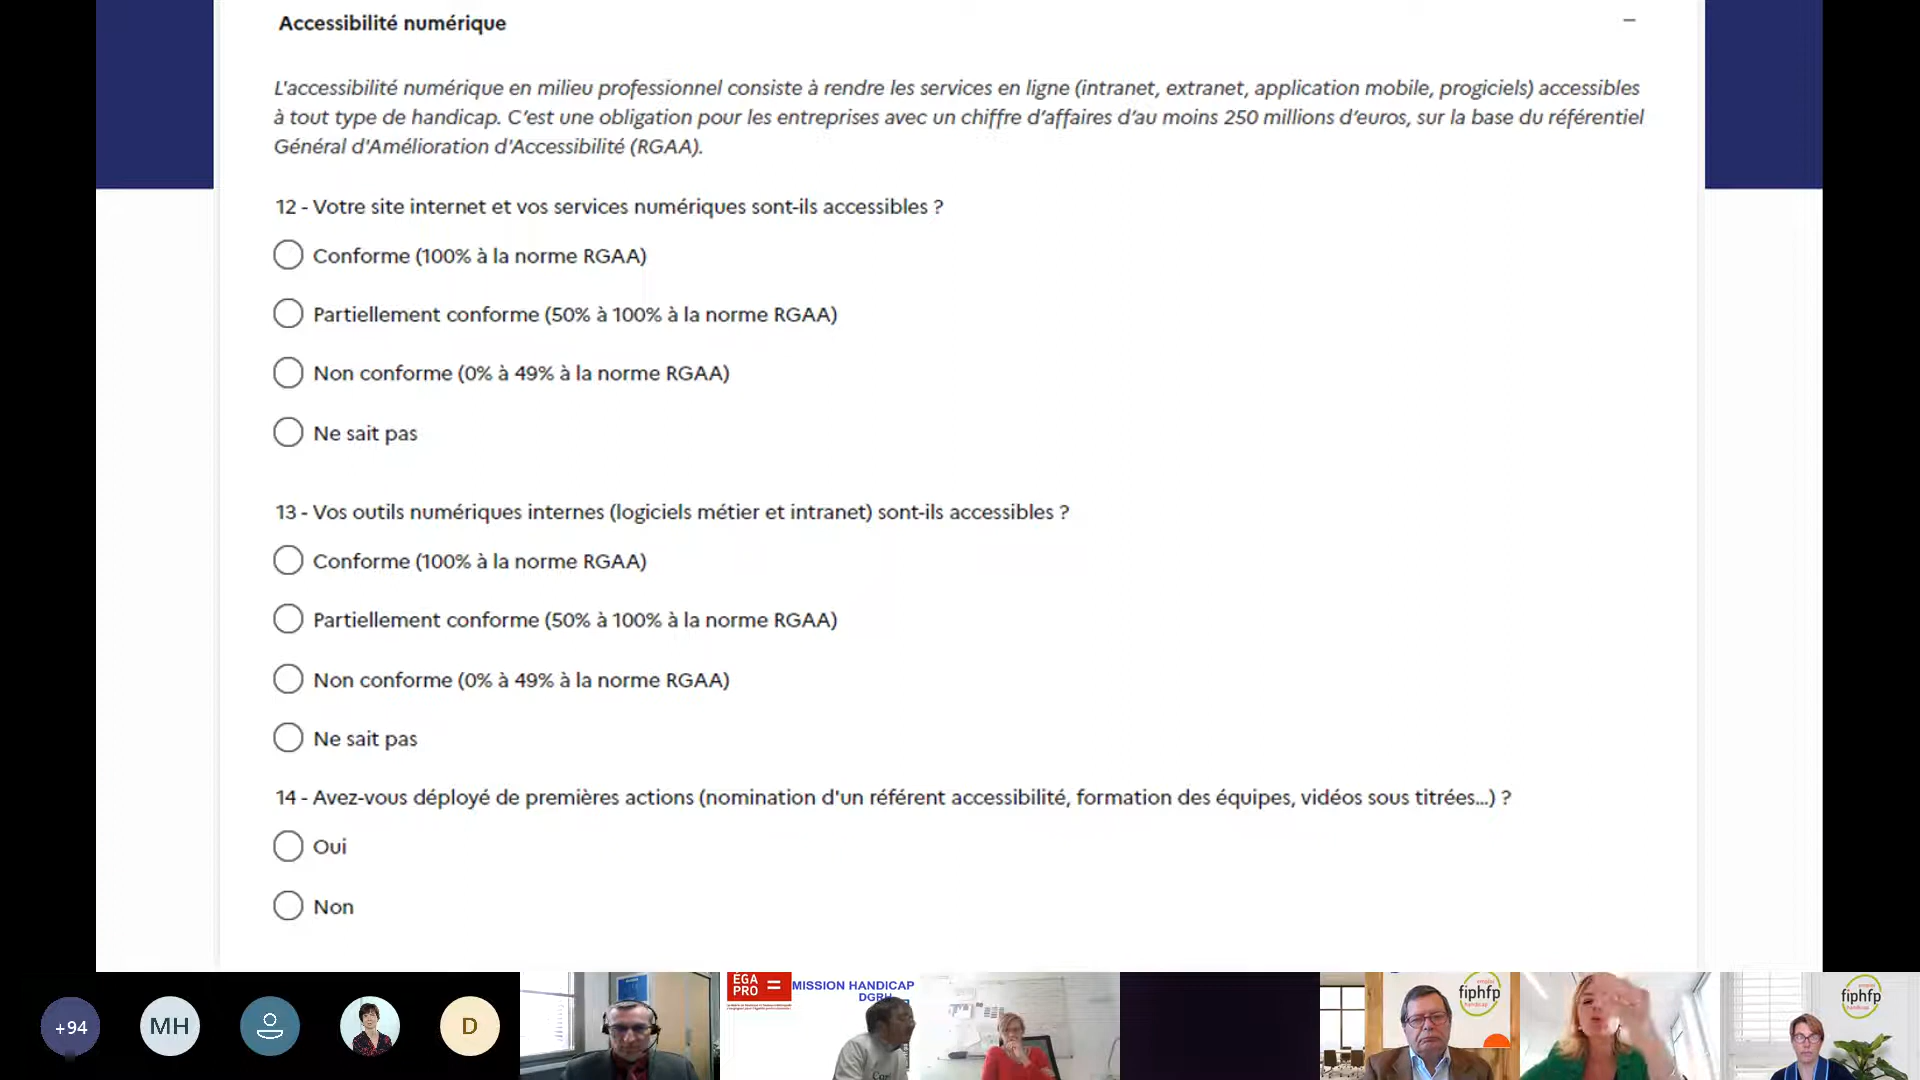 Accessibilité numérique
L'accessibilité numérique en milieu professionnel consiste à rendre les services en ligne (intranet, extranet, application mobile, progiciels) accessibles
à tout type de handicap. C'est une obligation pour les entreprises avec un chiffre d'affaires d'au moins 250 millions d'euros, sur la base du référentiel
Général d'Amélioration d'Accessibilité (RGAA).
12 - Votre site internet et vos services numériques sont-ils accessibles ?
Conforme (100% à la norme RGAA)
Partiellement conforme (50% à 100% à la norme RGAA)
Non conforme (0% à 49% à la norme RGAA)
Ne sait pas
13 - Vos outils numériques internes (logiciels métier et intranet) sont-ils accessibles ?
Conforme (100% à la norme RGAA)
Partiellement conforme (50% à 100% à la norme RGAA)
Non conforme (0% à 49% à la norme RGAA)
Ne sait pas
14 - Avez-vous déployé de premières actions (nomination d'un référent accessibilité, formation des équipes, vidéos sous titrées...) ?
Oui
Non
+94
MH
D
ÉGA
PRO =
MISSION HANDICAP
DGRH
fiphfp
handicap
fiphfp
handicap